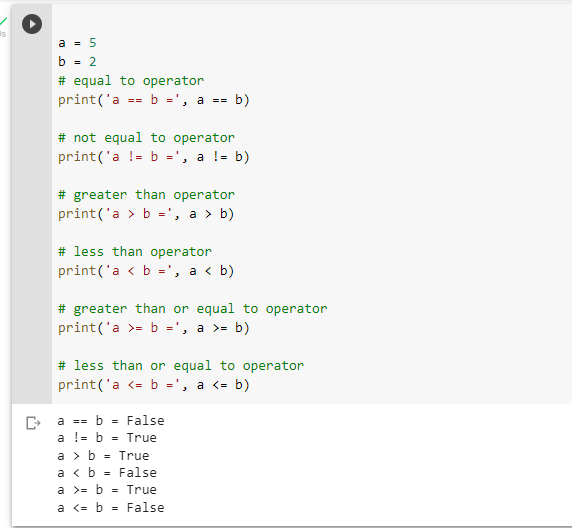 a = 5
b = 2
# equal to operator
print('a == b =', a == b)
# not equal to operator
print('a != b =', a != b)
# greater than operator
print('a > b =', a > b)
# less than operator
print('a < b =', a < b)
# greater than or equal to operator
print('a >= b =', a >= b)
# less than or equal to operator
print('a <= b =', a <= b)
a == b = False
a != b = True
a > b = True
a < b = False
a >= b = True
a <= b = False